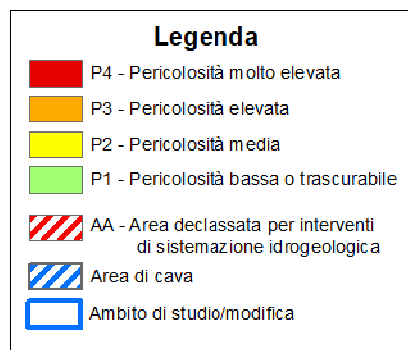 Legenda
P4 - Pericolosità molto elevata
P3 - Pericolosità elevata
P2 - Pericolosità media
P1 - Pericolosità bassa o trascurabile
AA - Area declassata per interventi
di sistemazione idrogeologica
Area di cava
Ambito di studio/modifica